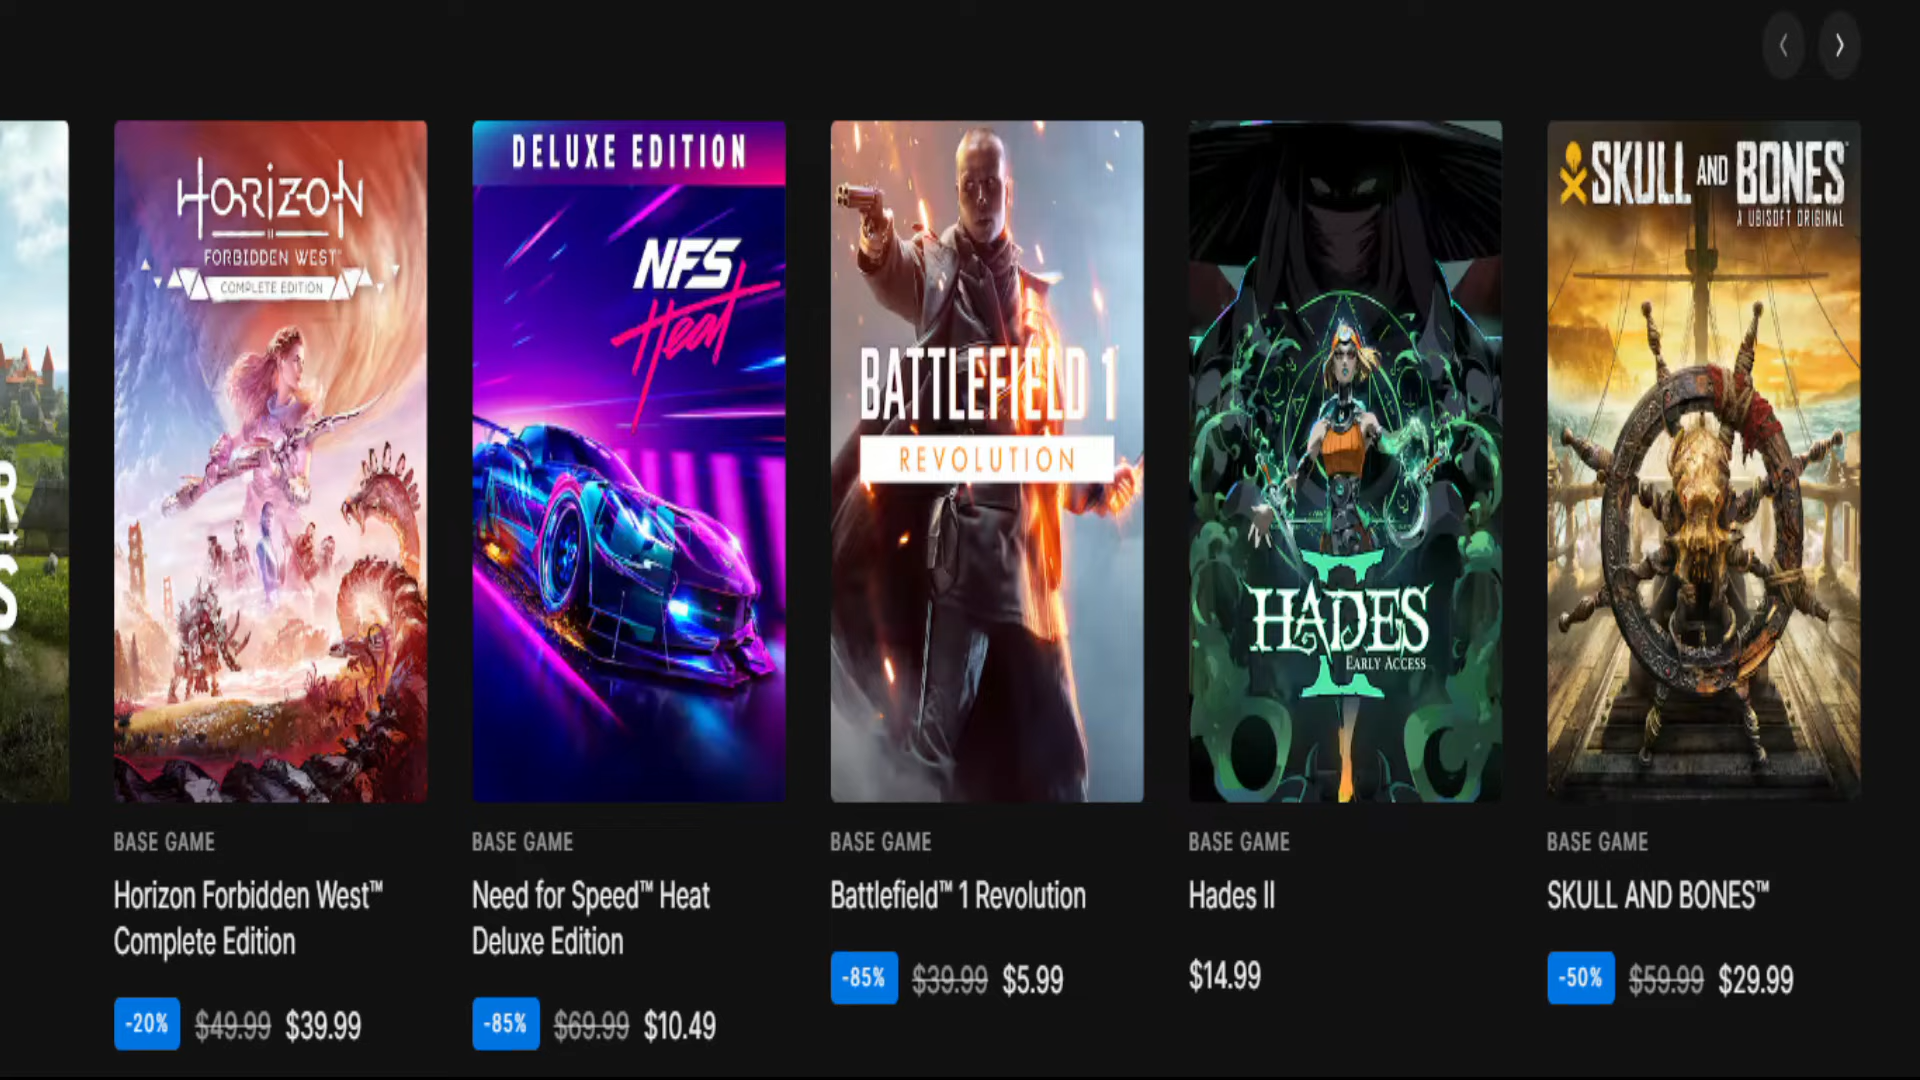 R
S
HORIZON
FORBIDDEN WEST™
COMPLETE EDITION
BASE GAME
Horizon Forbidden West™
Complete Edition
-20% $49.99 $39.99
DELUXE EDITION
NFS
Heat
BASE GAME
Need for Speed™ Heat
Deluxe Edition
-85% $69.99 $10.49
BATTLEFIELD 1
REVOLUTION
BASE GAME
Battlefield™ 1 Revolution
-85% $39.99 $5.99
II
HADES
EARLY ACCESS
BASE GAME
Hades II
$14.99
SKULL AND BONES™
A UBISOFT ORIGINAL
BASE GAME
SKULL AND BONES™
-50% $59.99 $29.99